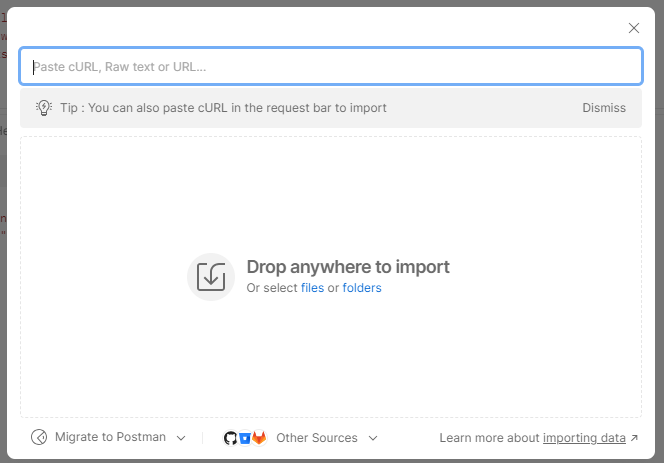 Paste cURL, Raw text or URL...
Tip : You can also paste cURL in the request bar to import
Dismiss
Drop anywhere to import
Or select files or folders
Migrate to Postman
Other Sources
Learn more about importing data ↗